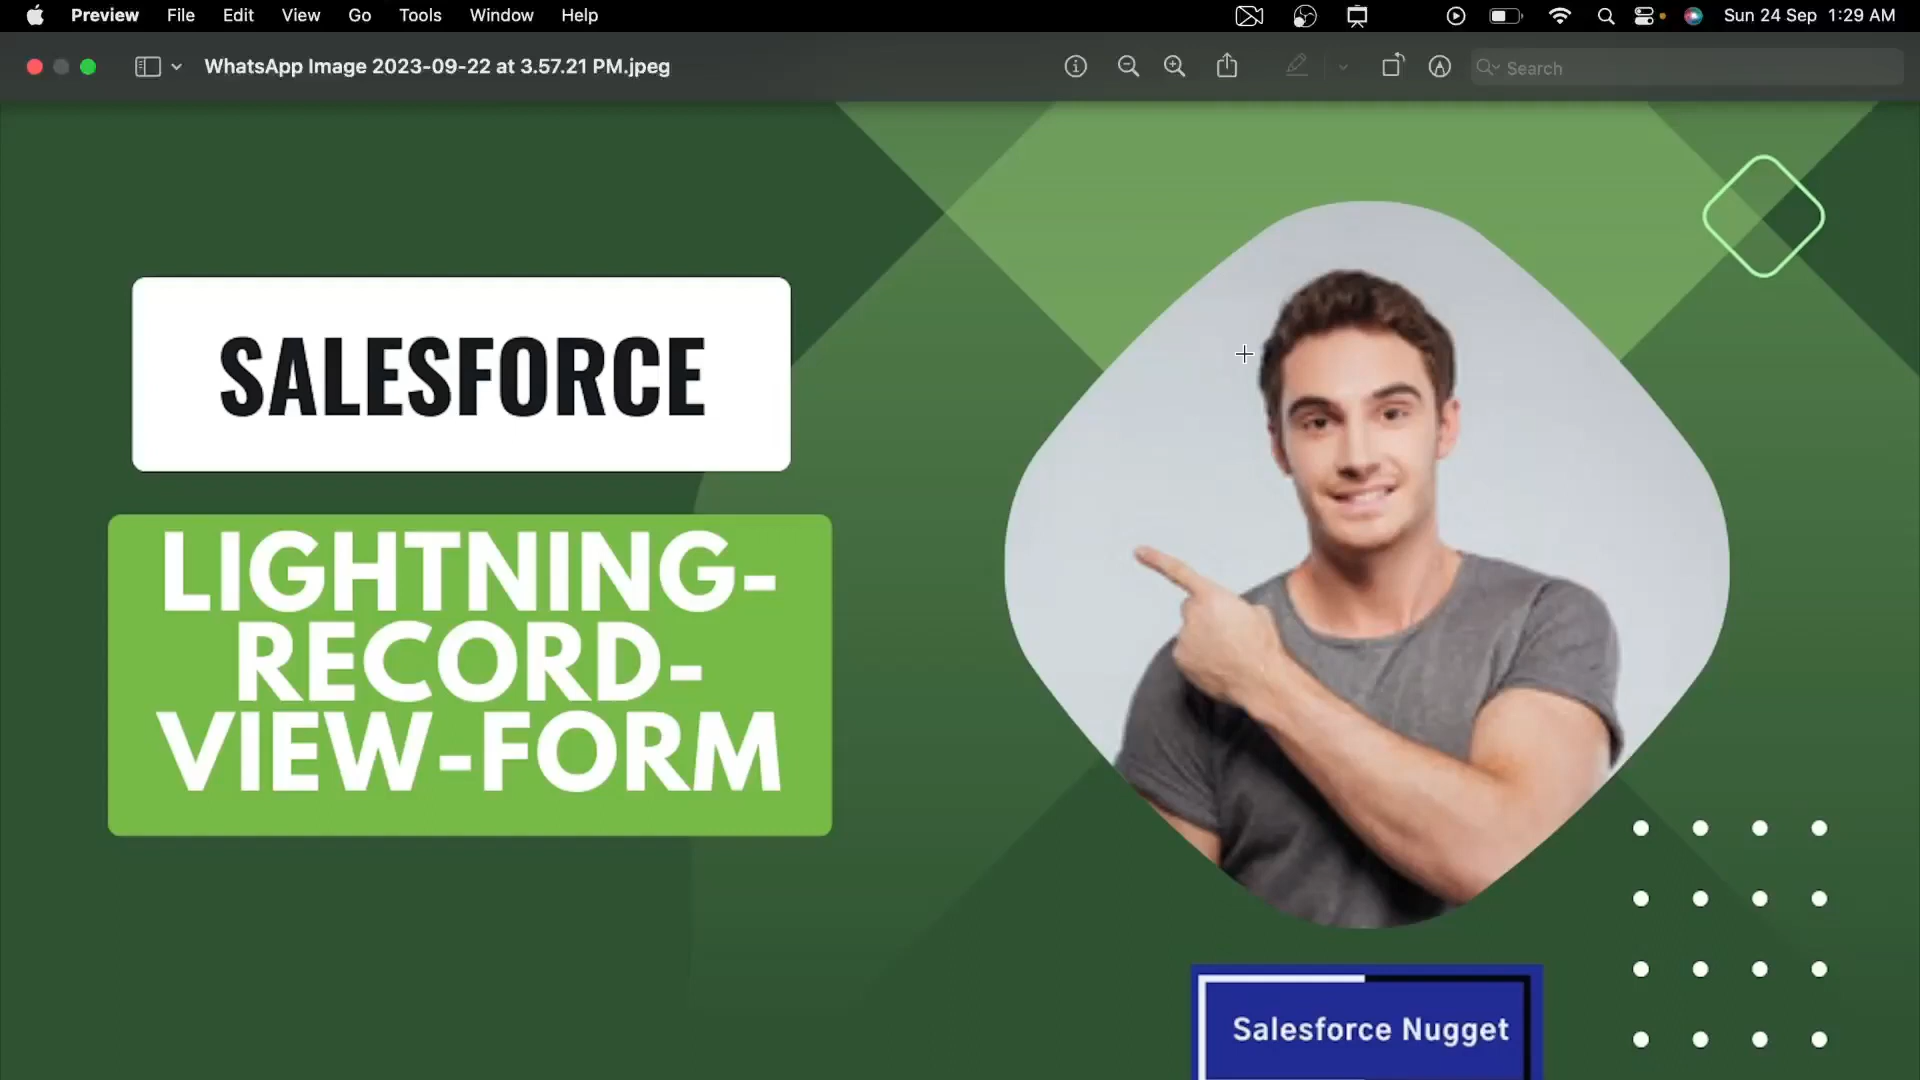 Preview File Edit View Go Tools Window Help Sun 24 Sep 1:29 AM
WhatsApp Image 2023-09-22 at 3.57.21 PM.jpeg Search
SALESFORCE
LIGHTNING-
RECORD-
VIEW-FORM
Salesforce Nugget